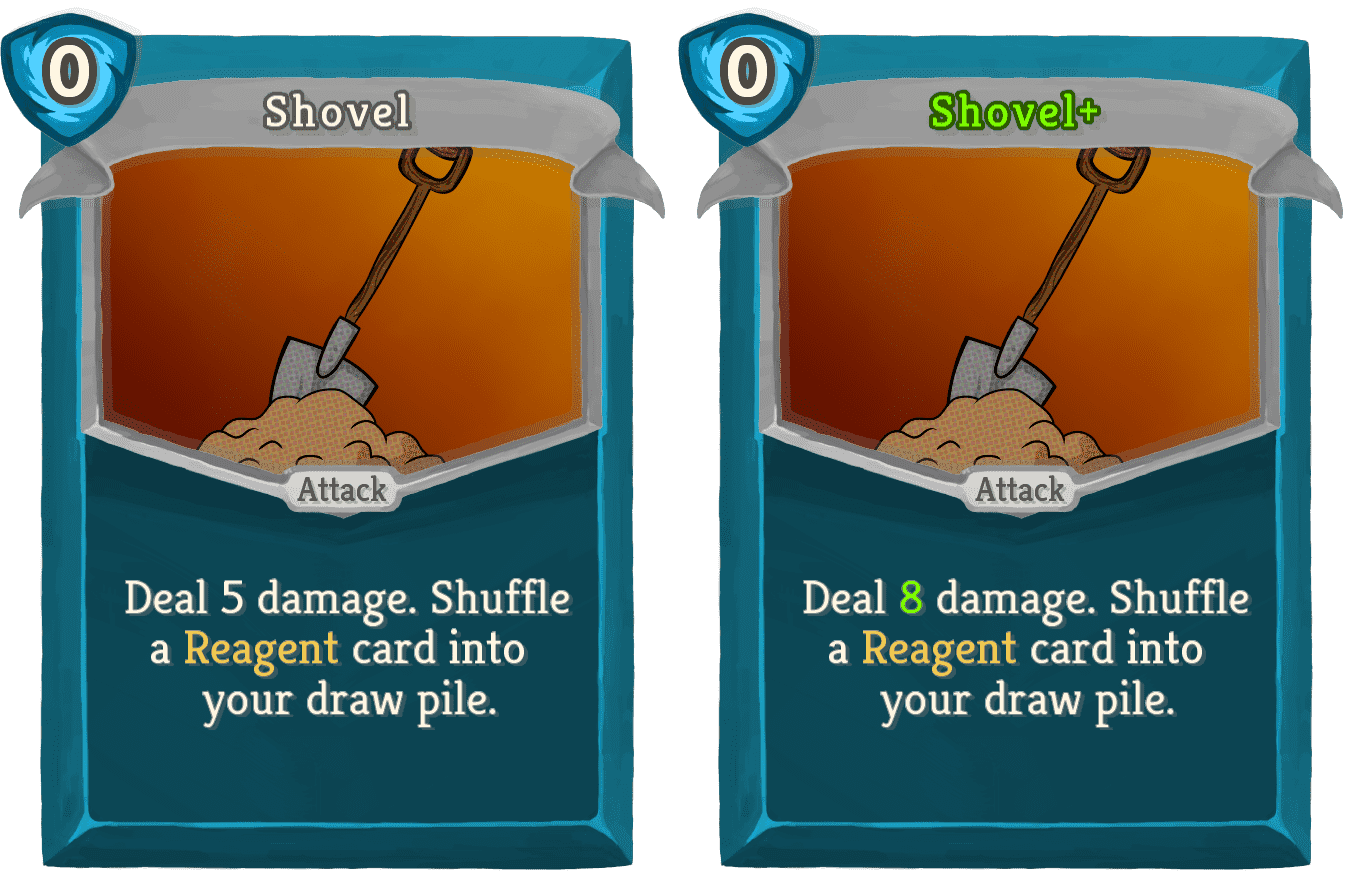 0
Shovel
Attack
Deal 5 damage. Shuffle
a Reagent card into
your draw pile.
0
Shovel+
Attack
Deal 8 damage. Shuffle
a Reagent card into
your draw pile.